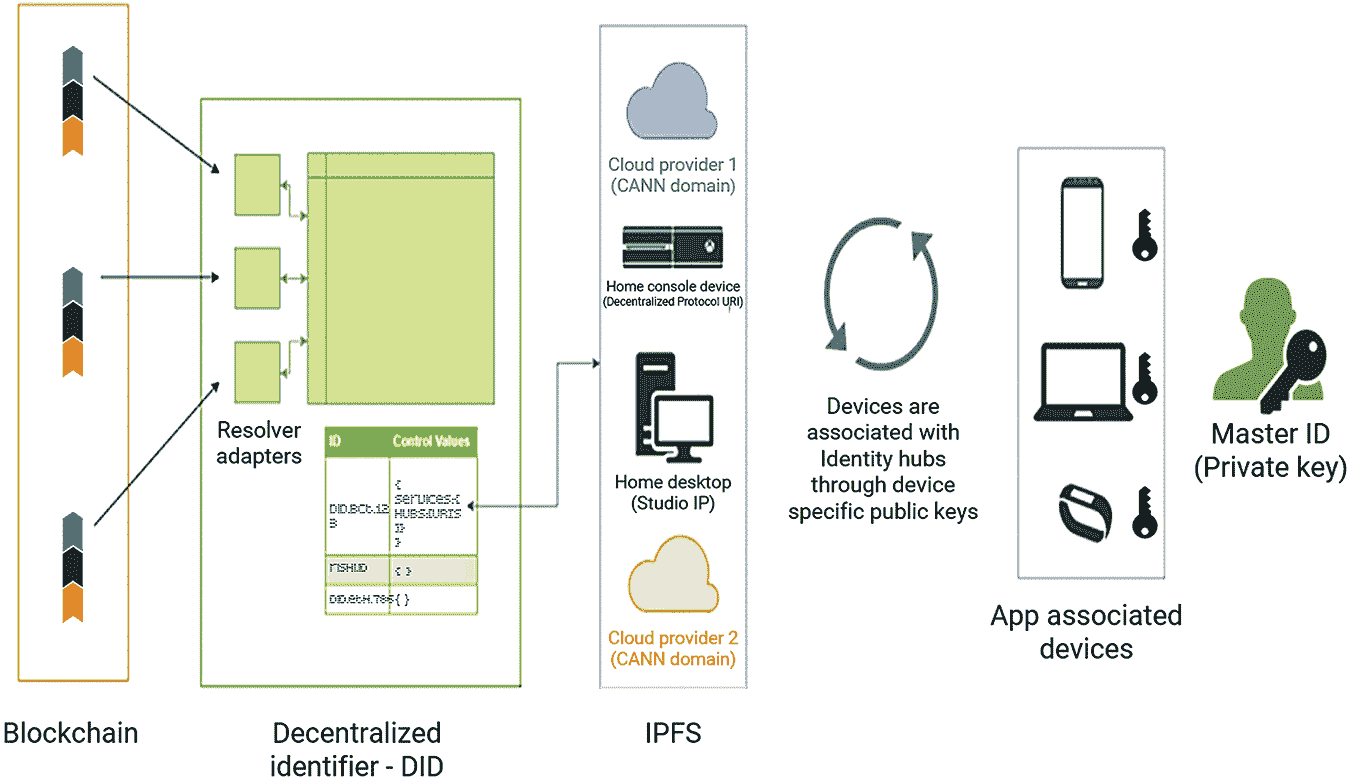 Cloud provider 1
(CANN domain)
Home console device
(Decentralized Protocol URI)
Home desktop
(Studio IP)
Cloud provider 2
(CANN domain)
Resolver
adapters
ID Control Values
DID.BCt.12
3
{
services:{
HUBS:[URIS
]}
}
{ }
DID.etH.786 { }
Devices are
associated with
Identity hubs
through device
specific public keys
App associated
devices
Master ID
(Private key)
Blockchain
Decentralized
identifier - DID
IPFS